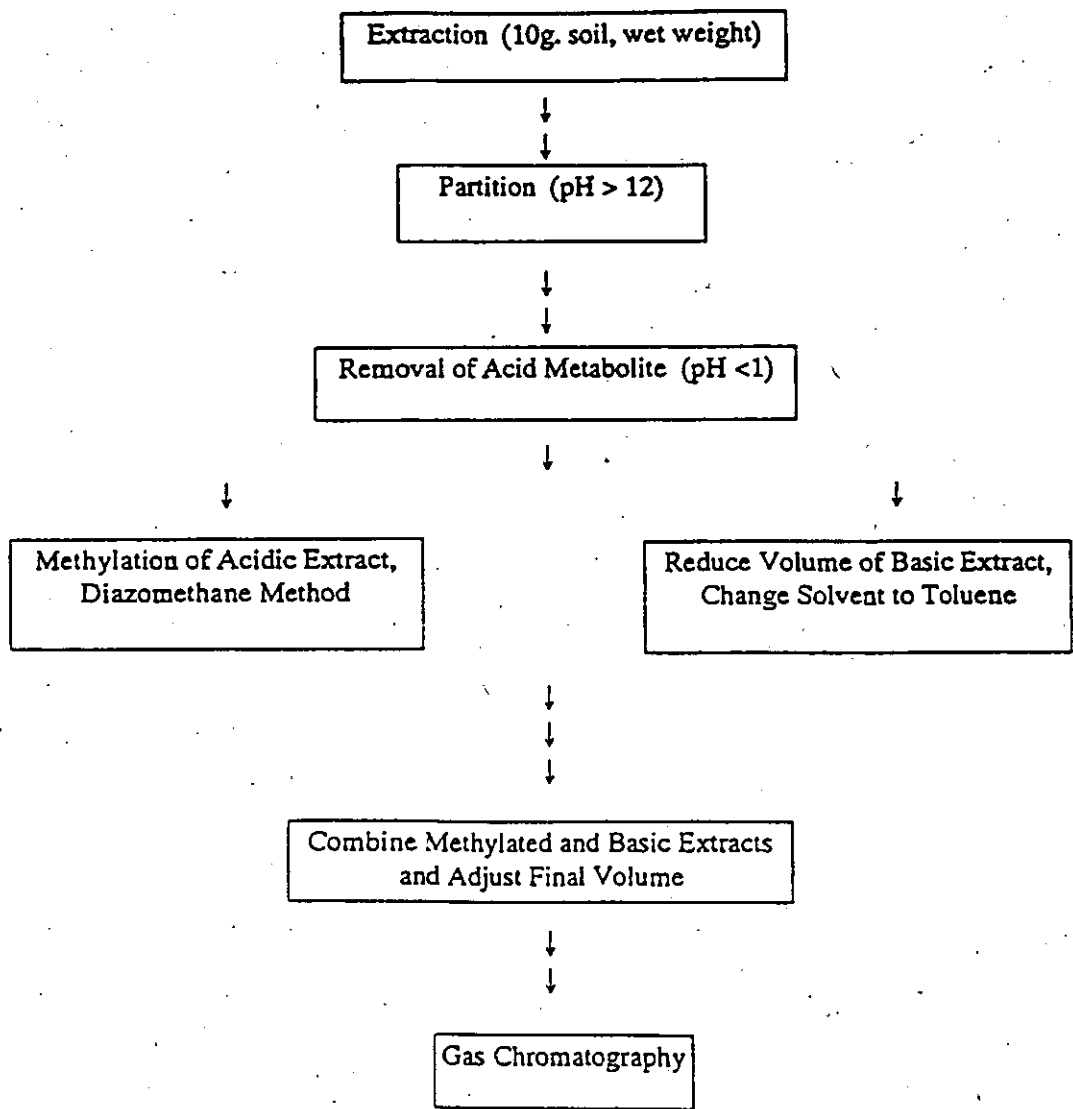 Extraction (10g. soil, wet weight)
Partition (pH > 12)
Removal of Acid Metabolite (pH <1)
Methylation of Acidic Extract,
Diazomethane Method
Reduce Volume of Basic Extract,
Change Solvent to Toluene
Combine Methylated and Basic Extracts
and Adjust Final Volume
Gas Chromatography